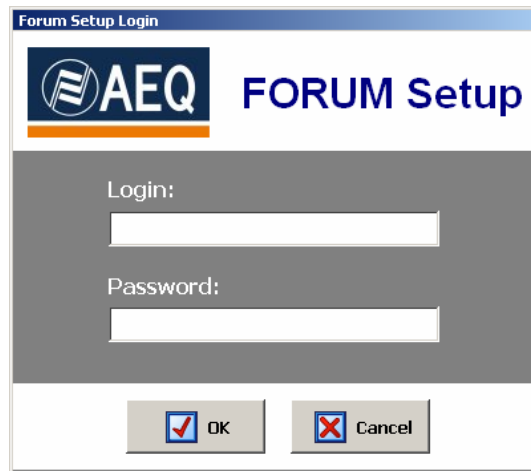 Forum Setup Login
AEQ FORUM Setup
Login:
Password:
OK Cancel